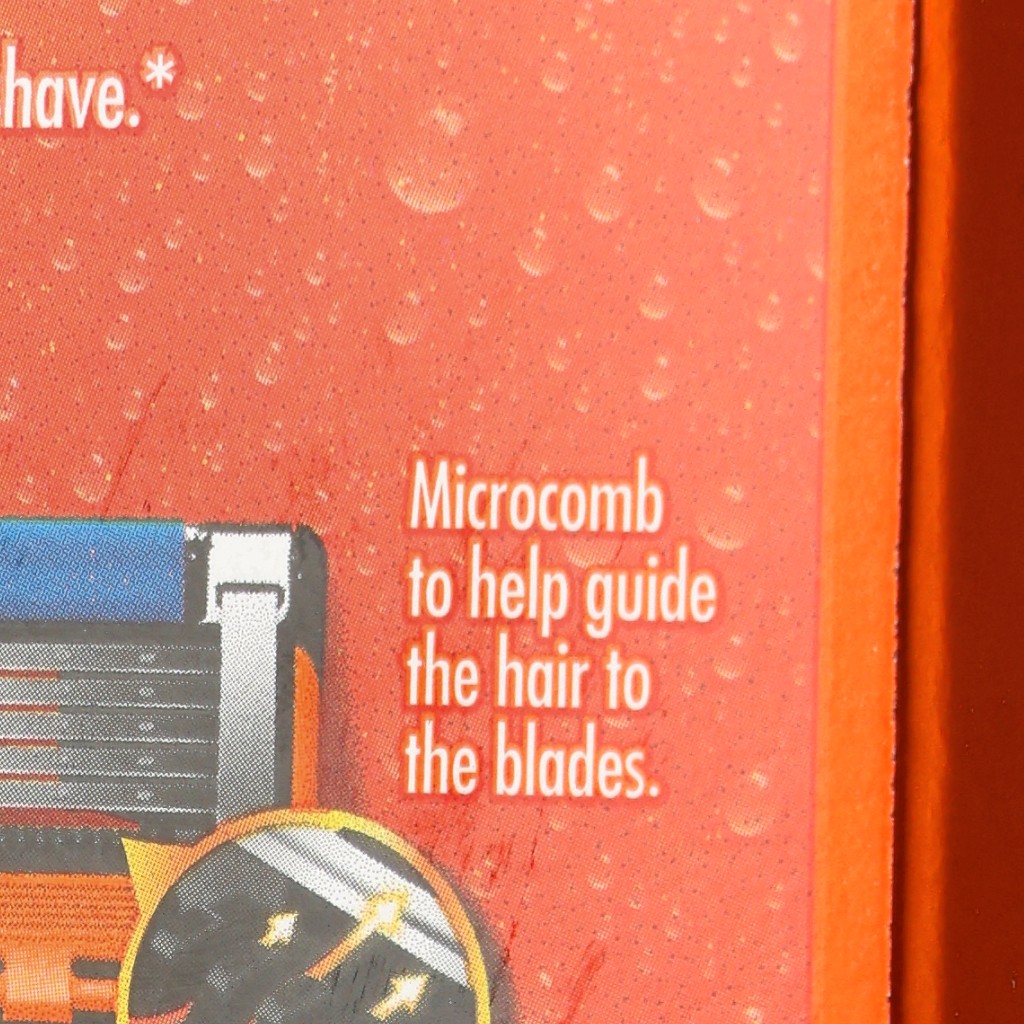 have.*
Microcomb
to help guide
the hair to
the blades.